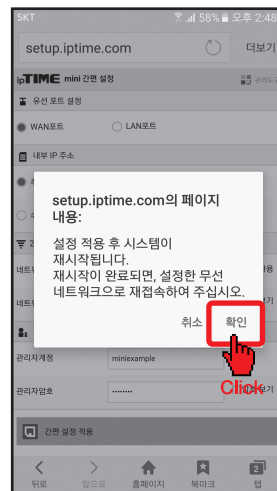 SKT 58% 오후 2:48
setup.iptime.com 더보기
ipTIME mini 간편 설정 관리도구
유선 포트 설정
WAN포트 LAN포트
내부 IP 주소
setup.iptime.com의 페이지
내용:
설정 적용 후 시스템이
재시작됩니다.
재시작이 완료되면, 설정한 무선
네트워크으로 재접속하여 주십시오.
취소 확인
Click
관리자계정 miniexample
관리자암호 ••••••••
간편 설정 적용
뒤로 앞으로 홈페이지 북마크 2 탭